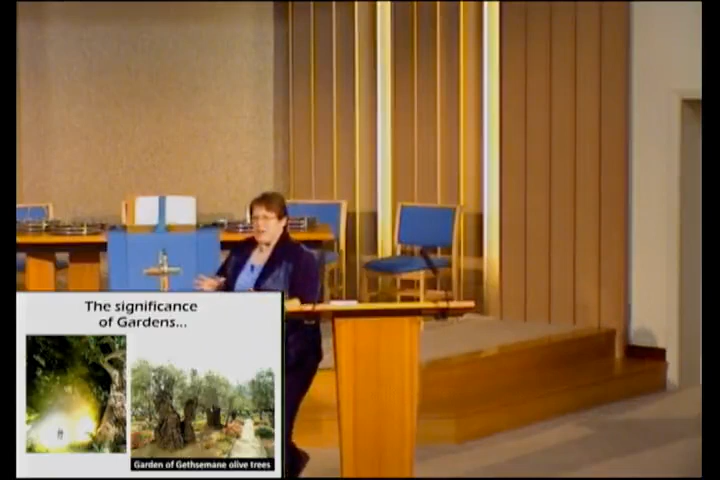 The significance
of Gardens...
Garden of Gethsemane olive trees